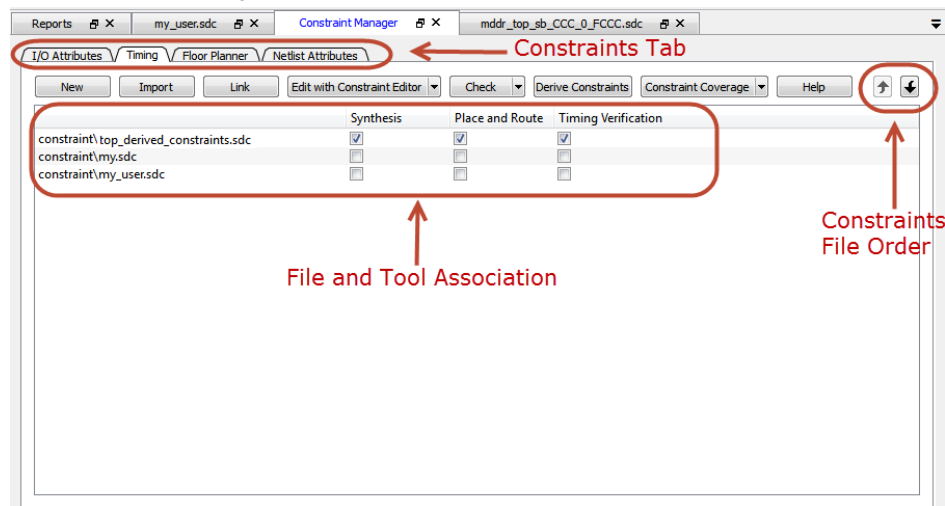 Reports my_user.sdc Constraint Manager mddr_top_sb_CCC_0_FCCC.sdc
I/O Attributes Timing Floor Planner Netlist Attributes
Constraints Tab
New Import Link Edit with Constraint Editor Check Derive Constraints Constraint Coverage Help
Synthesis Place and Route Timing Verification
constraint\top_derived_constraints.sdc
constraint\my.sdc
constraint\my_user.sdc
Constraints
File Order
File and Tool Association